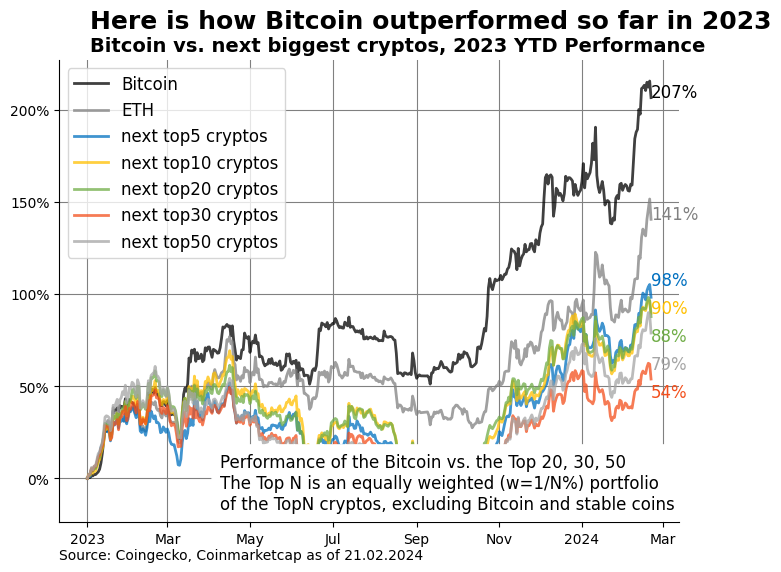 Here is how Bitcoin outperformed so far in 2023
Bitcoin vs. next biggest cryptos, 2023 YTD Performance
Bitcoin
ETH
next top5 cryptos
next top10 cryptos
next top20 cryptos
next top30 cryptos
next top50 cryptos
200%
150%
100%
50%
0%
207%
141%
98%
90%
88%
79%
54%
Performance of the Bitcoin vs. the Top 20, 30, 50
The Top N is an equally weighted (w=1/N%) portfolio
of the TopN cryptos, excluding Bitcoin and stable coins
2023 Mar May Jul Sep Nov 2024 Mar
Source: Coingecko, Coinmarketcap as of 21.02.2024